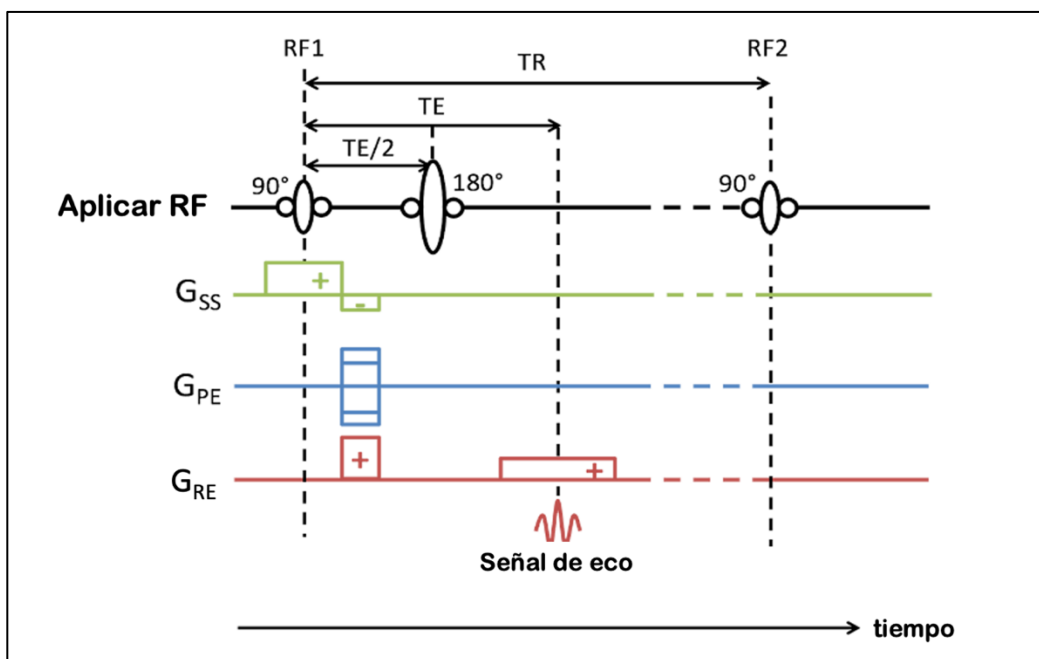 RF1 RF2
TR
TE
TE/2
90° 180° 90°
Aplicar RF
+
G_SS
-
G_PE
+
+
G_RE
Señal de eco
tiempo